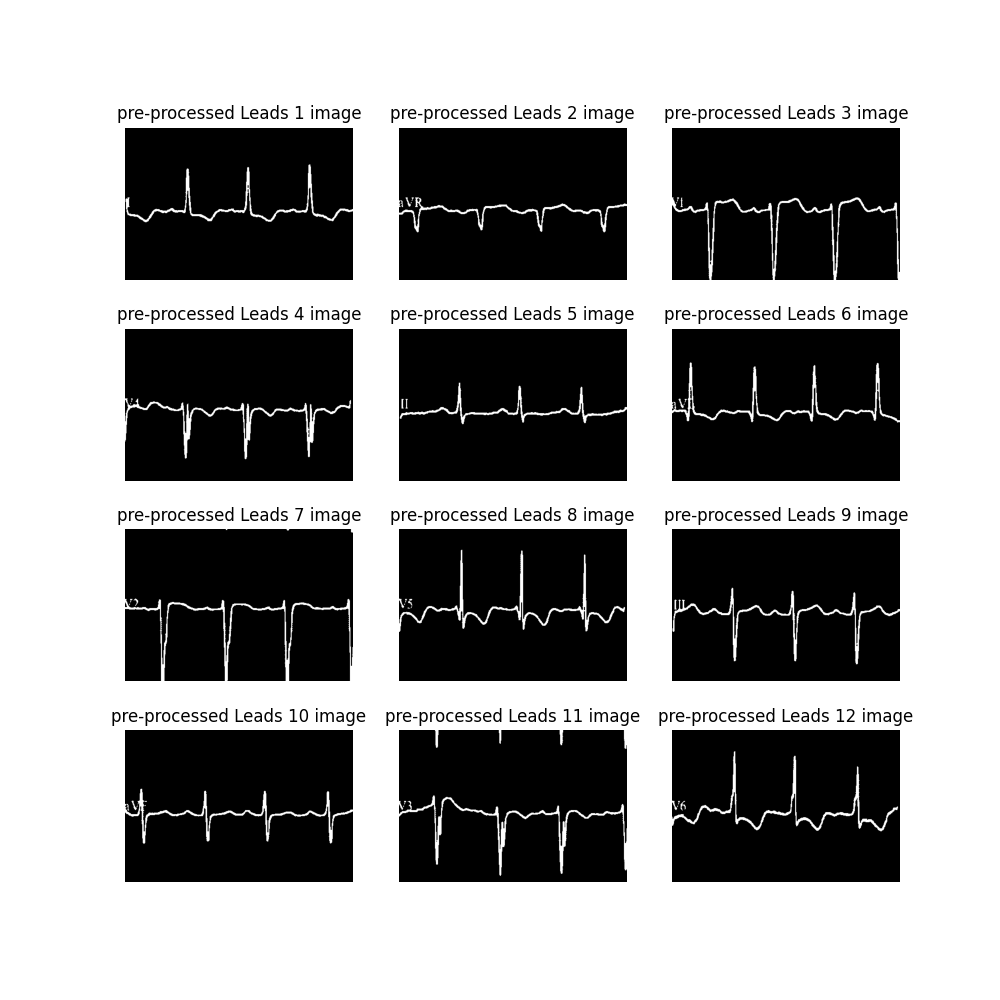 pre-processed Leads 1 image
pre-processed Leads 2 image
pre-processed Leads 3 image
I
aVR
V1
pre-processed Leads 4 image
pre-processed Leads 5 image
pre-processed Leads 6 image
V4
II
pre-processed Leads 7 image
pre-processed Leads 8 image
pre-processed Leads 9 image
V2
V5
III
pre-processed Leads 10 image
pre-processed Leads 11 image
pre-processed Leads 12 image
aVF
V3
V6